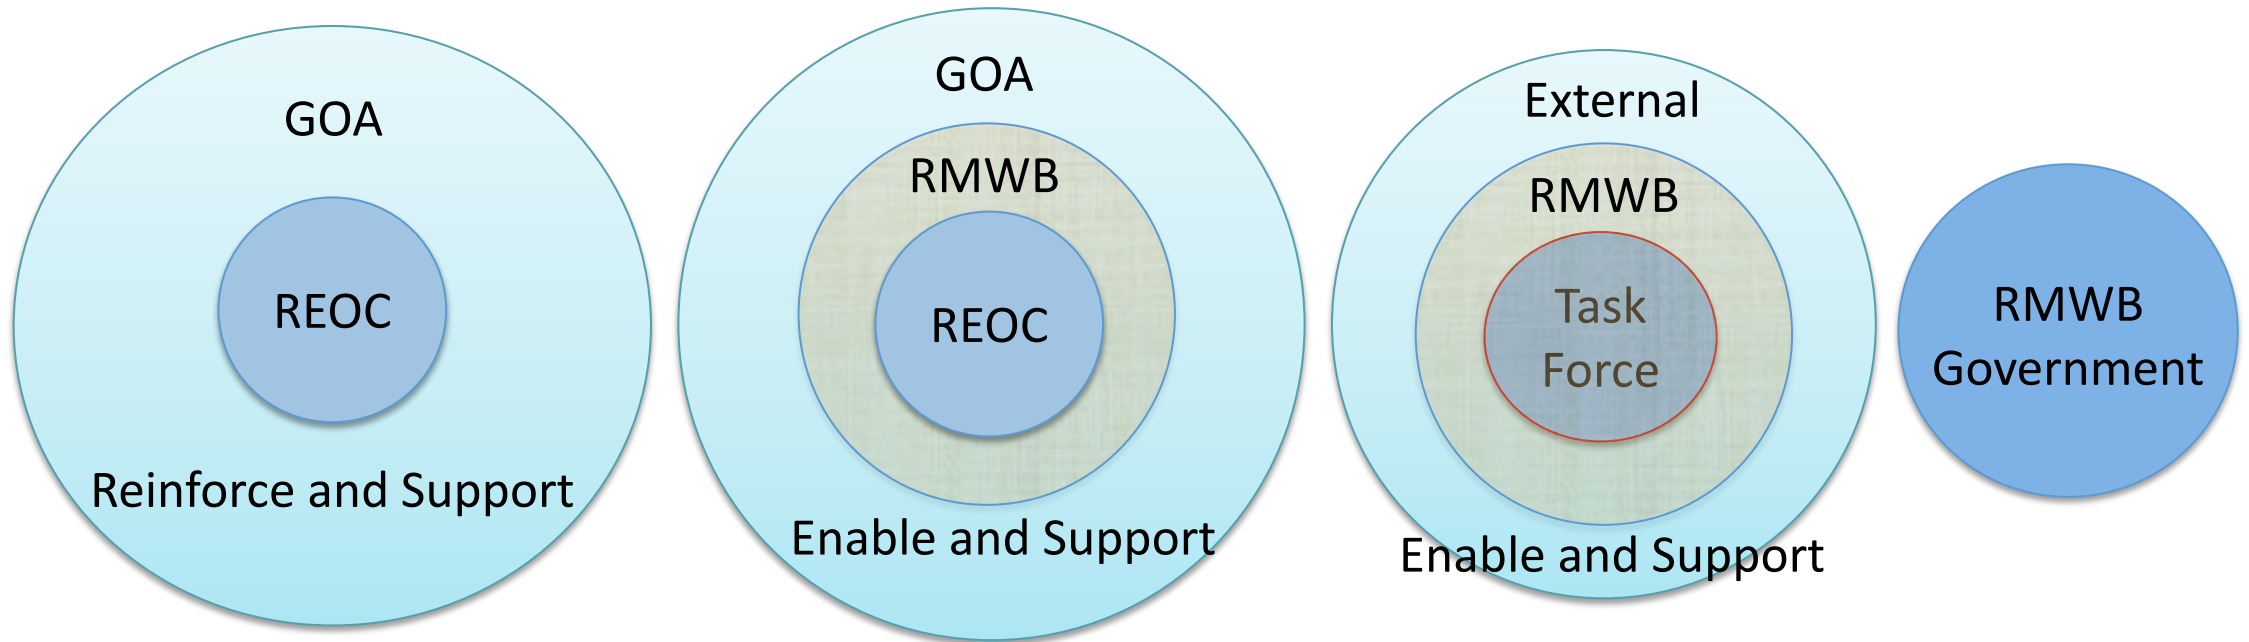 GOA
REOC
Reinforce and Support
GOA
RMWB
REOC
Enable and Support
External
RMWB
Task
Force
Enable and Support
RMWB
Government